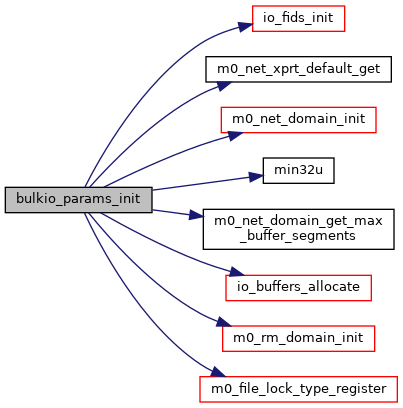 io_fids_init
m0_net_xprt_default_get
m0_net_domain_init
min32u
bulkio_params_init
m0_net_domain_get_max
_buffer_segments
io_buffers_allocate
m0_rm_domain_init
m0_file_lock_type_register